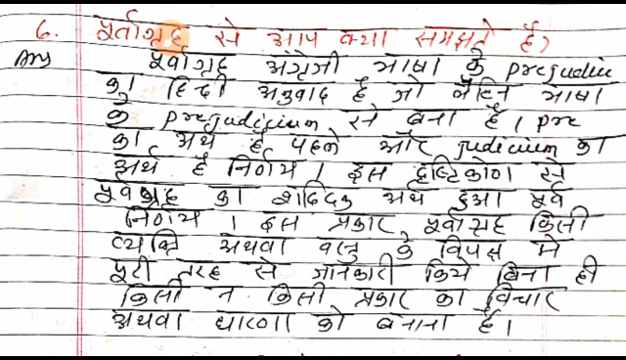 6. पूर्ताग्रह से आप क्या समझते हैं?
Ans पूर्वाग्रह अंग्रेजी भाषा के prejudice
का हिन्दी अनुवाद है जो लैटिन भाषा
के prejudicium से बना है। pre
का अर्थ है पहले और judicium का
अर्थ है निर्णय। इस दृष्टिकोण से
पूर्वाग्रह का शाब्दिक अर्थ हुआ पूर्व
निर्णय। इस प्रकार पूर्वाग्रह किसी
व्यक्ति अथवा वस्तु के विपक्ष मे
पूरी तरह से जानकारी किये बिना ही
किसी न किसी प्रकार का विचार
अथवा धारणा को बनाना है।